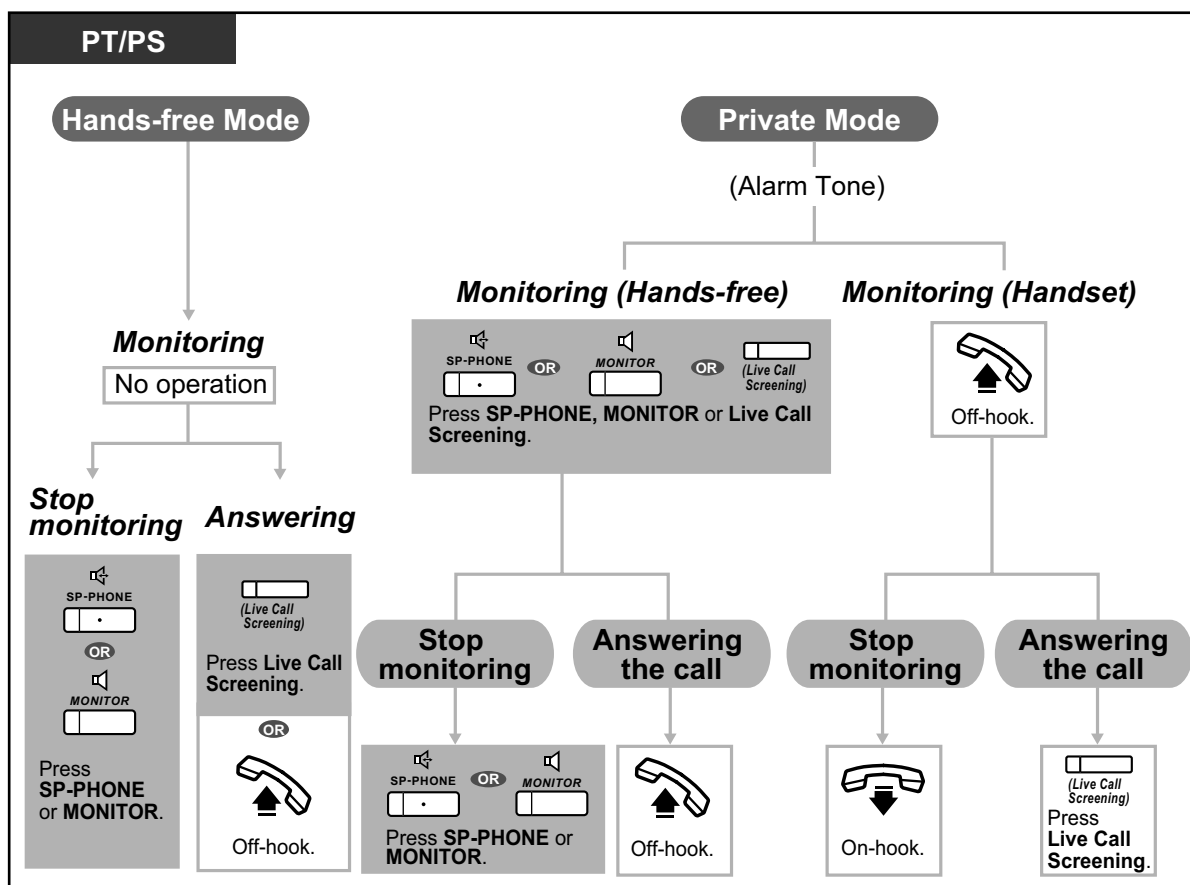 PT/PS
Hands-free Mode
Monitoring
No operation
Stop
monitoring
SP-PHONE
OR
MONITOR
Press
SP-PHONE
or MONITOR.
Answering
(Live Call
Screening)
Press Live Call
Screening.
OR
Off-hook.
Private Mode
(Alarm Tone)
Monitoring (Hands-free)
SP-PHONE
OR
MONITOR
OR
(Live Call
Screening)
Press SP-PHONE, MONITOR or Live Call
Screening.
Stop
monitoring
SP-PHONE
OR
MONITOR
Press SP-PHONE or
MONITOR.
Answering
the call
Off-hook.
Monitoring (Handset)
Off-hook.
Stop
monitoring
On-hook.
Answering
the call
(Live Call
Screening)
Press
Live Call
Screening.